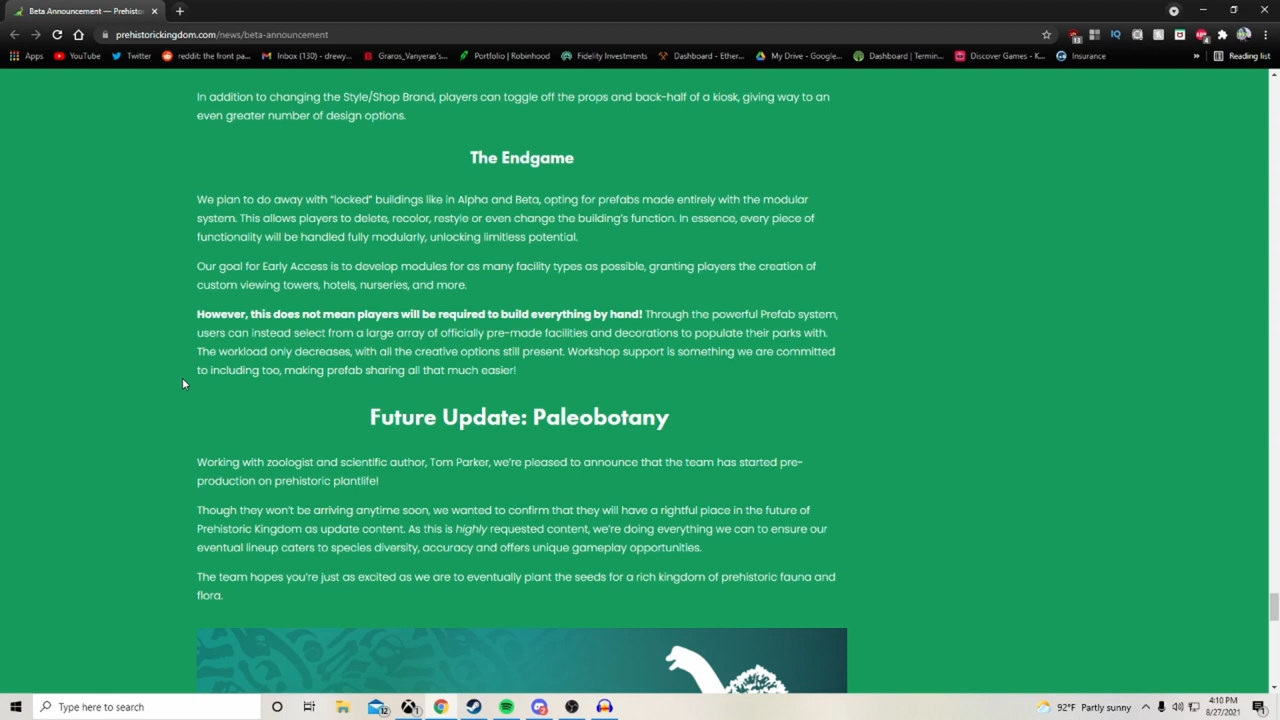 Beta Announcement — Prehisto
prehistorickingdom.com/news/beta-announcement
Apps
YouTube
Twitter
reddit: the front pa...
Inbox (130) - drewy...
Graros_Vanyeras's...
Portfolio | Robinhood
Fidelity Investments
Dashboard - Ether...
My Drive - Google...
Dashboard | Termin...
Discover Games - K...
Insurance
»
Reading list
In addition to changing the Style/Shop Brand, players can toggle off the props and back-half of a kiosk, giving way to an
even greater number of design options.
The Endgame
We plan to do away with “locked” buildings like in Alpha and Beta, opting for prefabs made entirely with the modular
system. This allows players to delete, recolor, restyle or even change the building’s function. In essence, every piece of
functionality will be handled fully modularly, unlocking limitless potential.
Our goal for Early Access is to develop modules for as many facility types as possible, granting players the creation of
custom viewing towers, hotels, nurseries, and more.
However, this does not mean players will be required to build everything by hand! Through the powerful Prefab system,
users can instead select from a large array of officially pre-made facilities and decorations to populate their parks with.
The workload only decreases, with all the creative options still present. Workshop support is something we are committed
to including too, making prefab sharing all that much easier!
Future Update: Paleobotany
Working with zoologist and scientific author, Tom Parker, we’re pleased to announce that the team has started pre-
production on prehistoric plantlife!
Though they won’t be arriving anytime soon, we wanted to confirm that they will have a rightful place in the future of
Prehistoric Kingdom as update content. As this is highly requested content, we’re doing everything we can to ensure our
eventual lineup caters to species diversity, accuracy and offers unique gameplay opportunities.
The team hopes you’re just as excited as we are to eventually plant the seeds for a rich kingdom of prehistoric fauna and
flora.
Type here to search
92°F Partly sunny
4:10 PM
8/27/2021